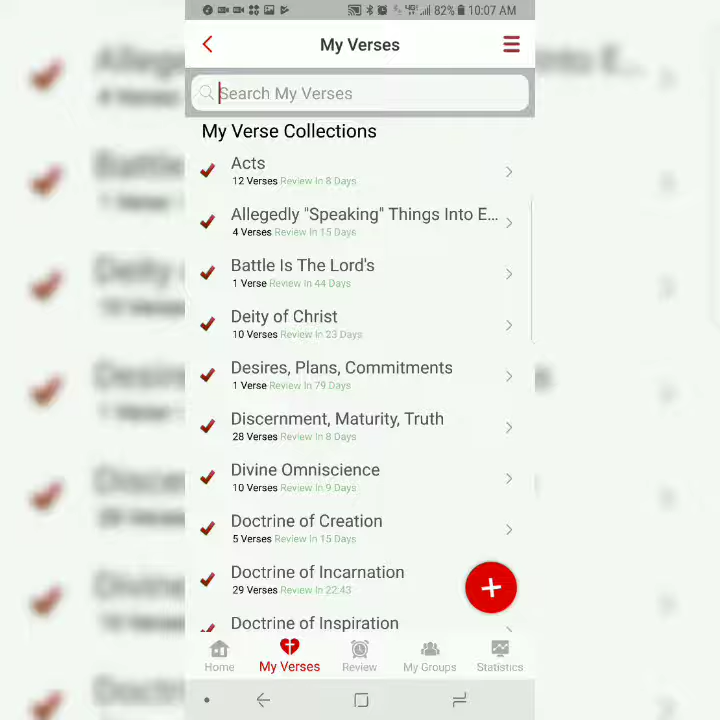 82% 10:07 AM
My Verses
Search My Verses
My Verse Collections
Acts
12 Verses Review In 8 Days
Allegedly "Speaking" Things Into E...
4 Verses Review In 15 Days
Battle Is The Lord's
1 Verse Review In 44 Days
Deity of Christ
10 Verses Review In 23 Days
Desires, Plans, Commitments
1 Verse Review In 79 Days
Discernment, Maturity, Truth
28 Verses Review In 8 Days
Divine Omniscience
10 Verses Review In 9 Days
Doctrine of Creation
5 Verses Review In 15 Days
Doctrine of Incarnation
29 Verses Review In 22:43
Doctrine of Inspiration
Home My Verses Review My Groups Statistics